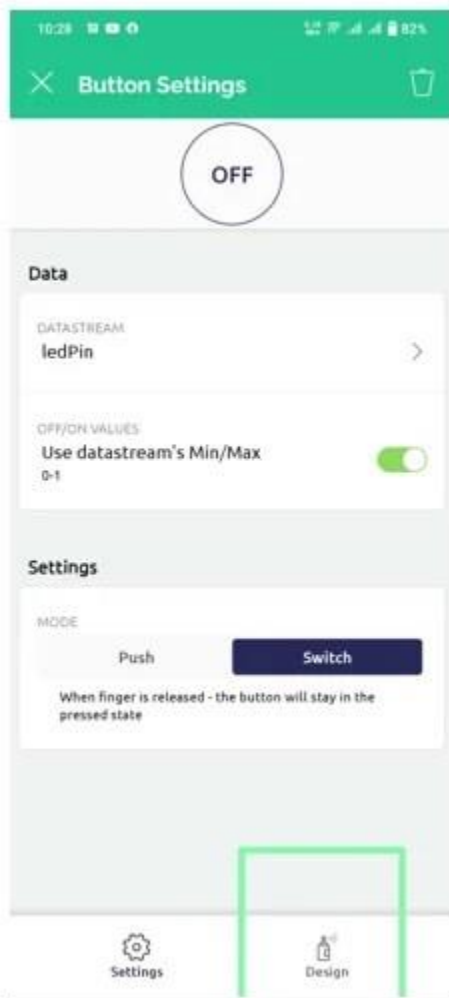 10:28 82%
Button Settings
OFF
Data
DATASTREAM
ledPin
OFF/ON VALUES
Use datastream's Min/Max
0-1
Settings
MODE
Push Switch
When finger is released - the button will stay in the
pressed state
Settings Design